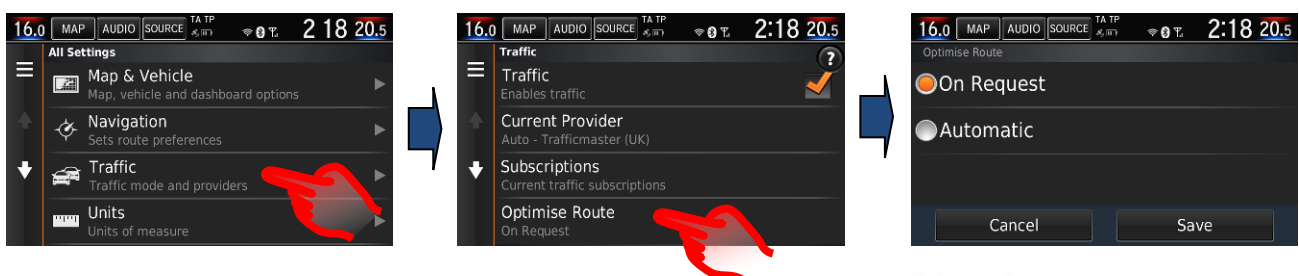 16.0 MAP AUDIO SOURCE TA TP 2 18 20.5
All Settings
Map & Vehicle
Map, vehicle and dashboard options
Navigation
Sets route preferences
Traffic
Traffic mode and providers
Units
Units of measure
16.0 MAP AUDIO SOURCE TA TP 2:18 20.5
Traffic
?
Traffic
Enables traffic
Current Provider
Auto - Trafficmaster (UK)
Subscriptions
Current traffic subscriptions
Optimise Route
On Request
16.0 MAP AUDIO SOURCE TA TP 2:18 20.5
Optimise Route
On Request
Automatic
Cancel Save